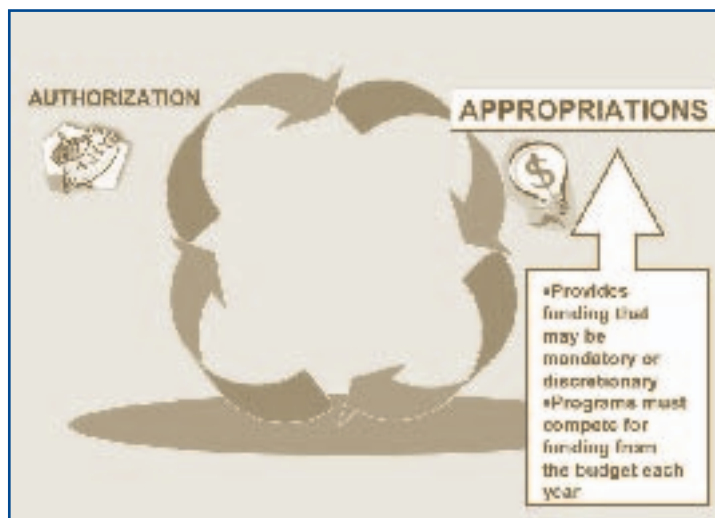 AUTHORIZATION
APPROPRIATIONS
$
•Provides
funding that
may be
mandatory or
discretionary
•Programs must
compete for
funding from
the budget each
year